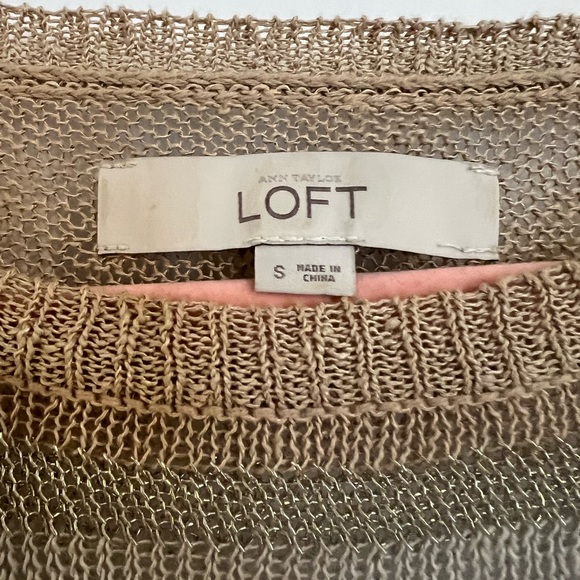 ANN TAYLOR
LOFT
S
MADE IN
CHINA